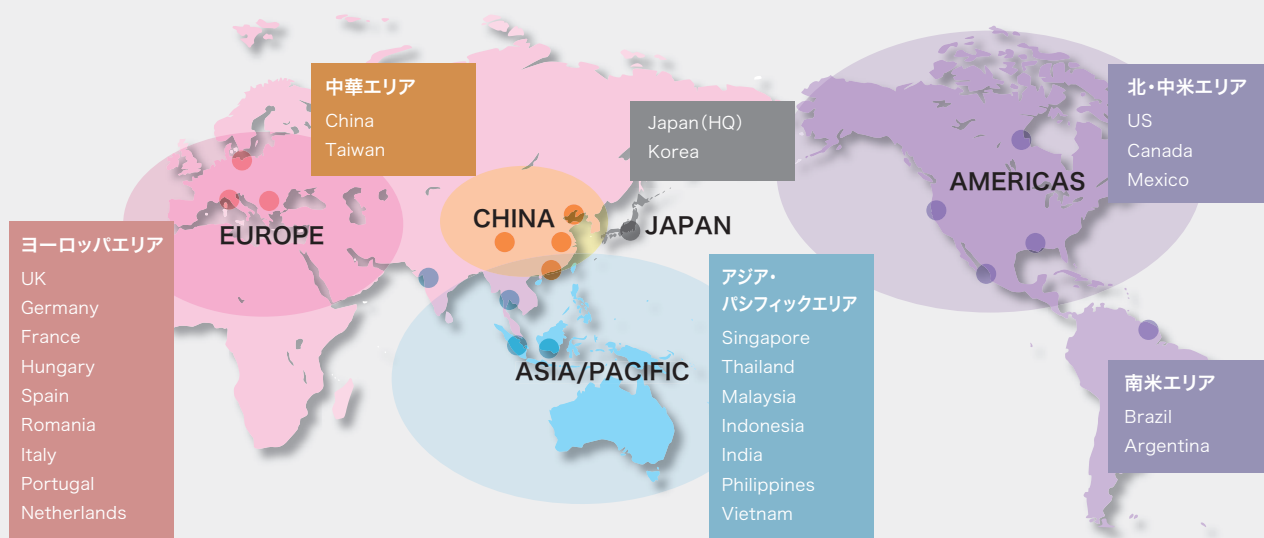 中華エリア
China
Taiwan
Japan(HQ)
Korea
北・中米エリア
US
Canada
Mexico
AMERICAS
CHINA
JAPAN
EUROPE
ヨーロッパエリア
UK
Germany
France
Hungary
Spain
Romania
Italy
Portugal
Netherlands
アジア・
パシフィックエリア
Singapore
Thailand
Malaysia
Indonesia
India
Philippines
Vietnam
ASIA/PACIFIC
南米エリア
Brazil
Argentina